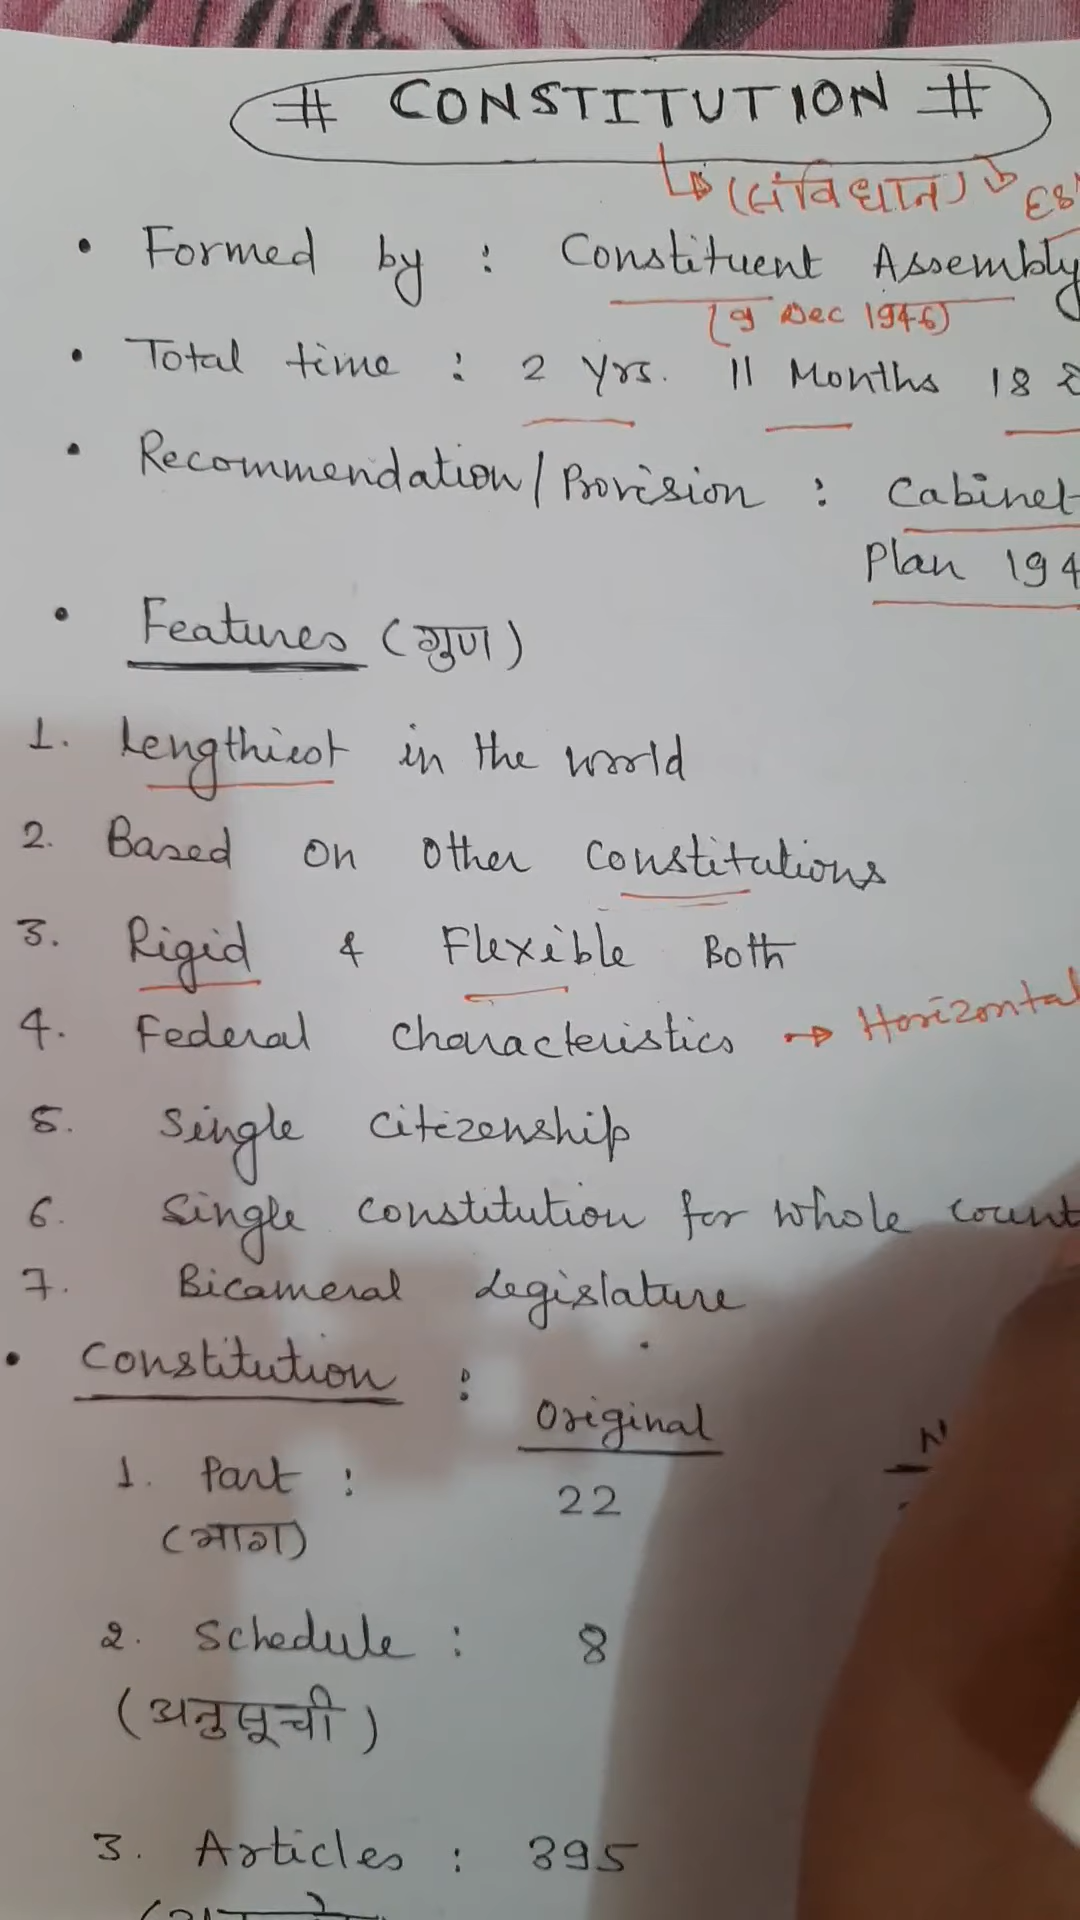 # CONSTITUTION #
(संविधान)
• Formed by : Constituent Assembly
(9 Dec 1946)
• Total time : 2 yrs. 11 Months 18
• Recommendation/Provision : Cabinet
Plan 194
• Features (गुण)
1. Lengthiest in the world
2. Based on other constitutions
3. Rigid & Flexible Both
4. Federal characteristics → Horizontal
5. Single citizenship
6. Single constitution for whole count
7. Bicameral Legislature
• Constitution :
Original
1. Part : 22
(भाग)
2. Schedule : 8
(अनुसूची)
3. Articles : 395